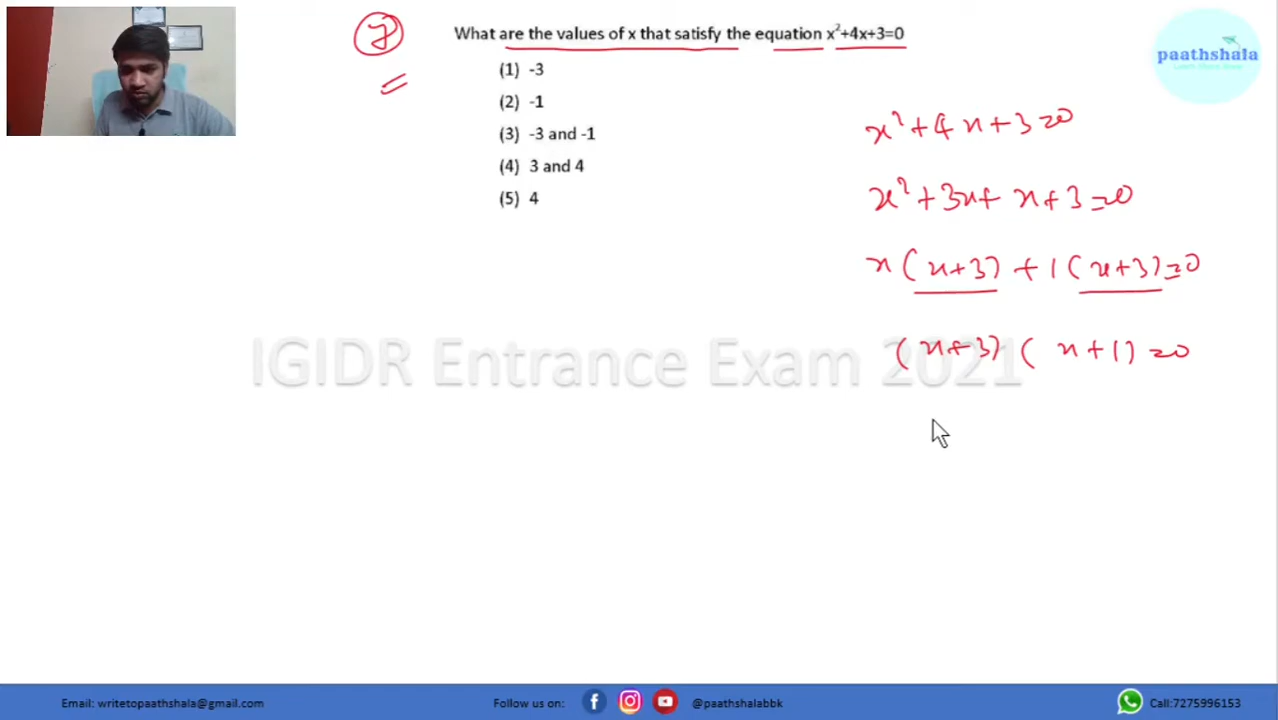 7
What are the values of x that satisfy the equation x²+4x+3=0
(1) -3
(2) -1
(3) -3 and -1
(4) 3 and 4
(5) 4
paathshala
x²+4x+3=0
x²+3x+x+3=0
x(x+3)+1(x+3)=0
(x+3)(x+1)=0
IGIDR Entrance Exam 2021
Email: writetopaathshala@gmail.com
Follow us on:
@paathshalabbk
Call:7275996153